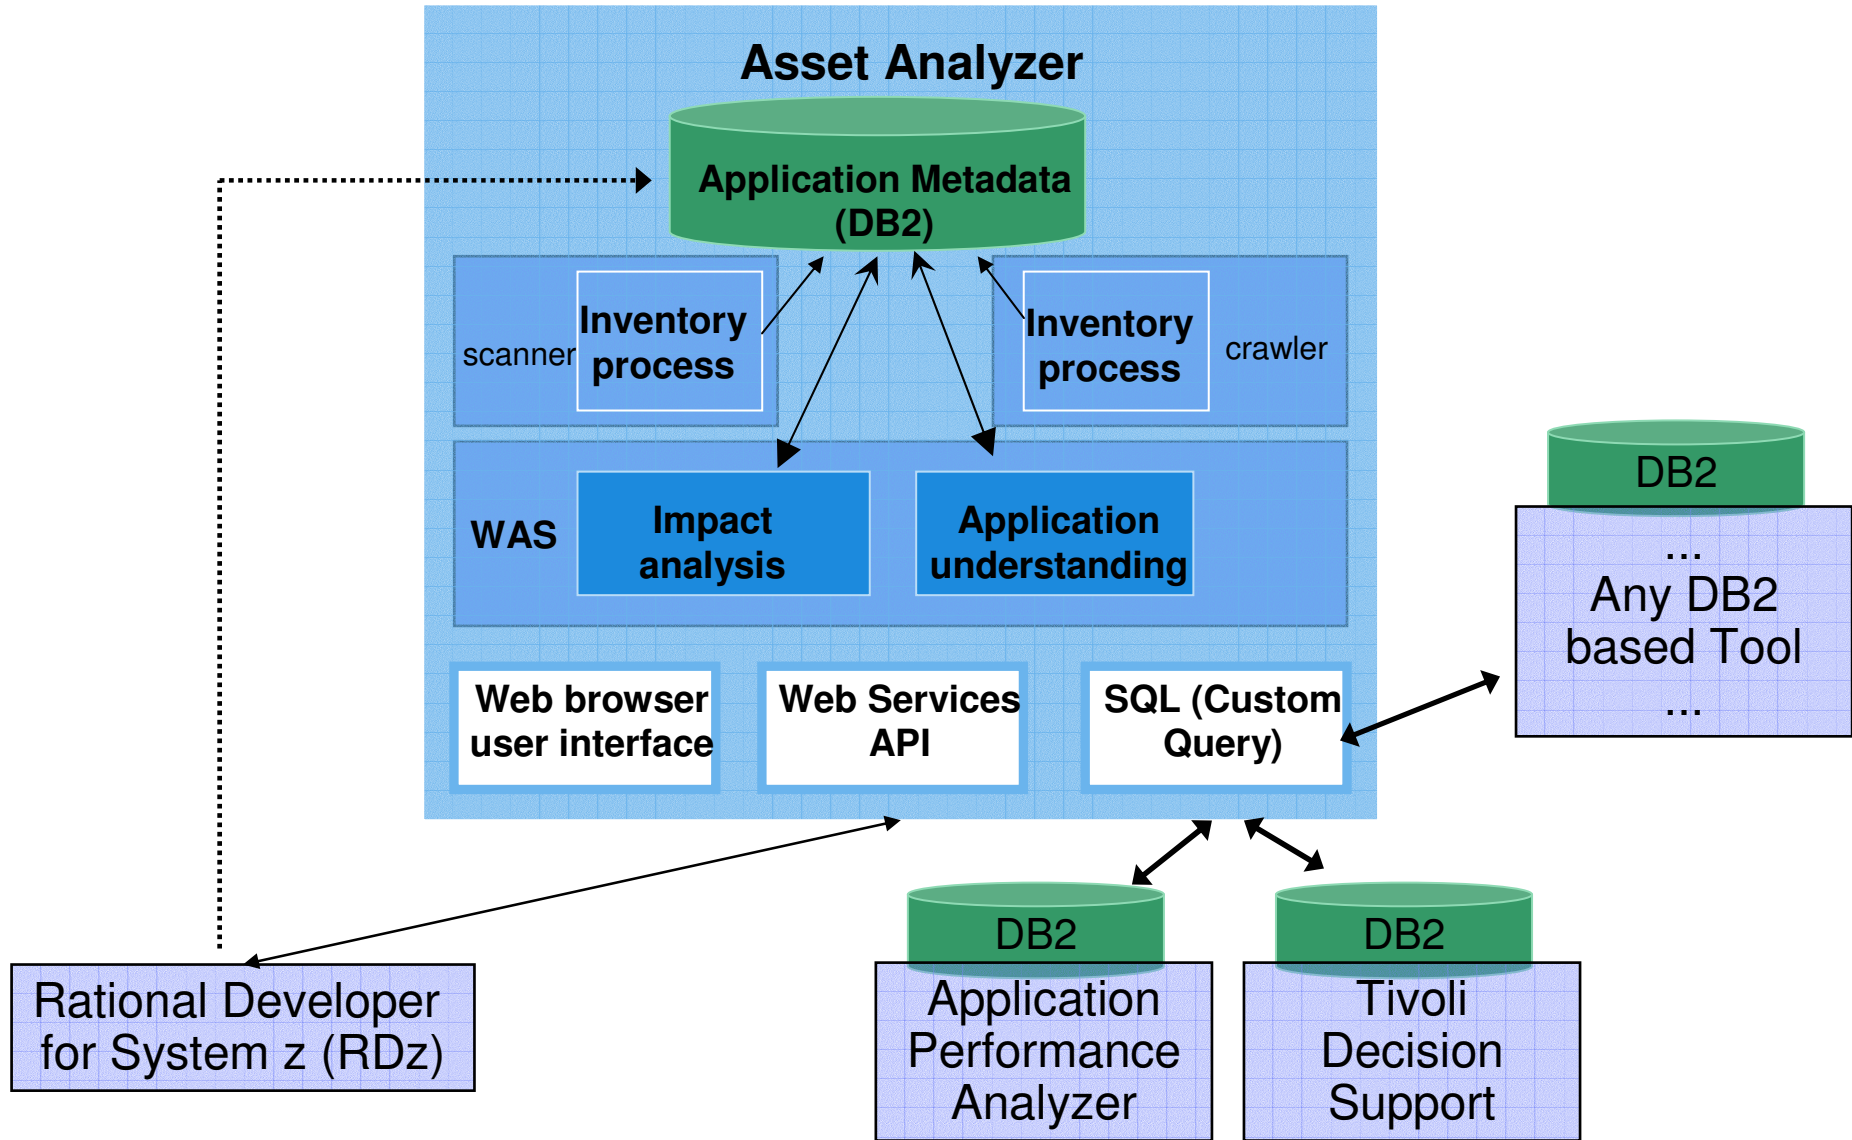 Asset Analyzer
Application Metadata
(DB2)
scanner
Inventory
process
Inventory
process
crawler
WAS
Impact
analysis
Application
understanding
Web browser
user interface
Web Services
API
SQL (Custom
Query)
DB2
...
Any DB2
based Tool
...
Rational Developer
for System z (RDz)
DB2
Application
Performance
Analyzer
DB2
Tivoli
Decision
Support